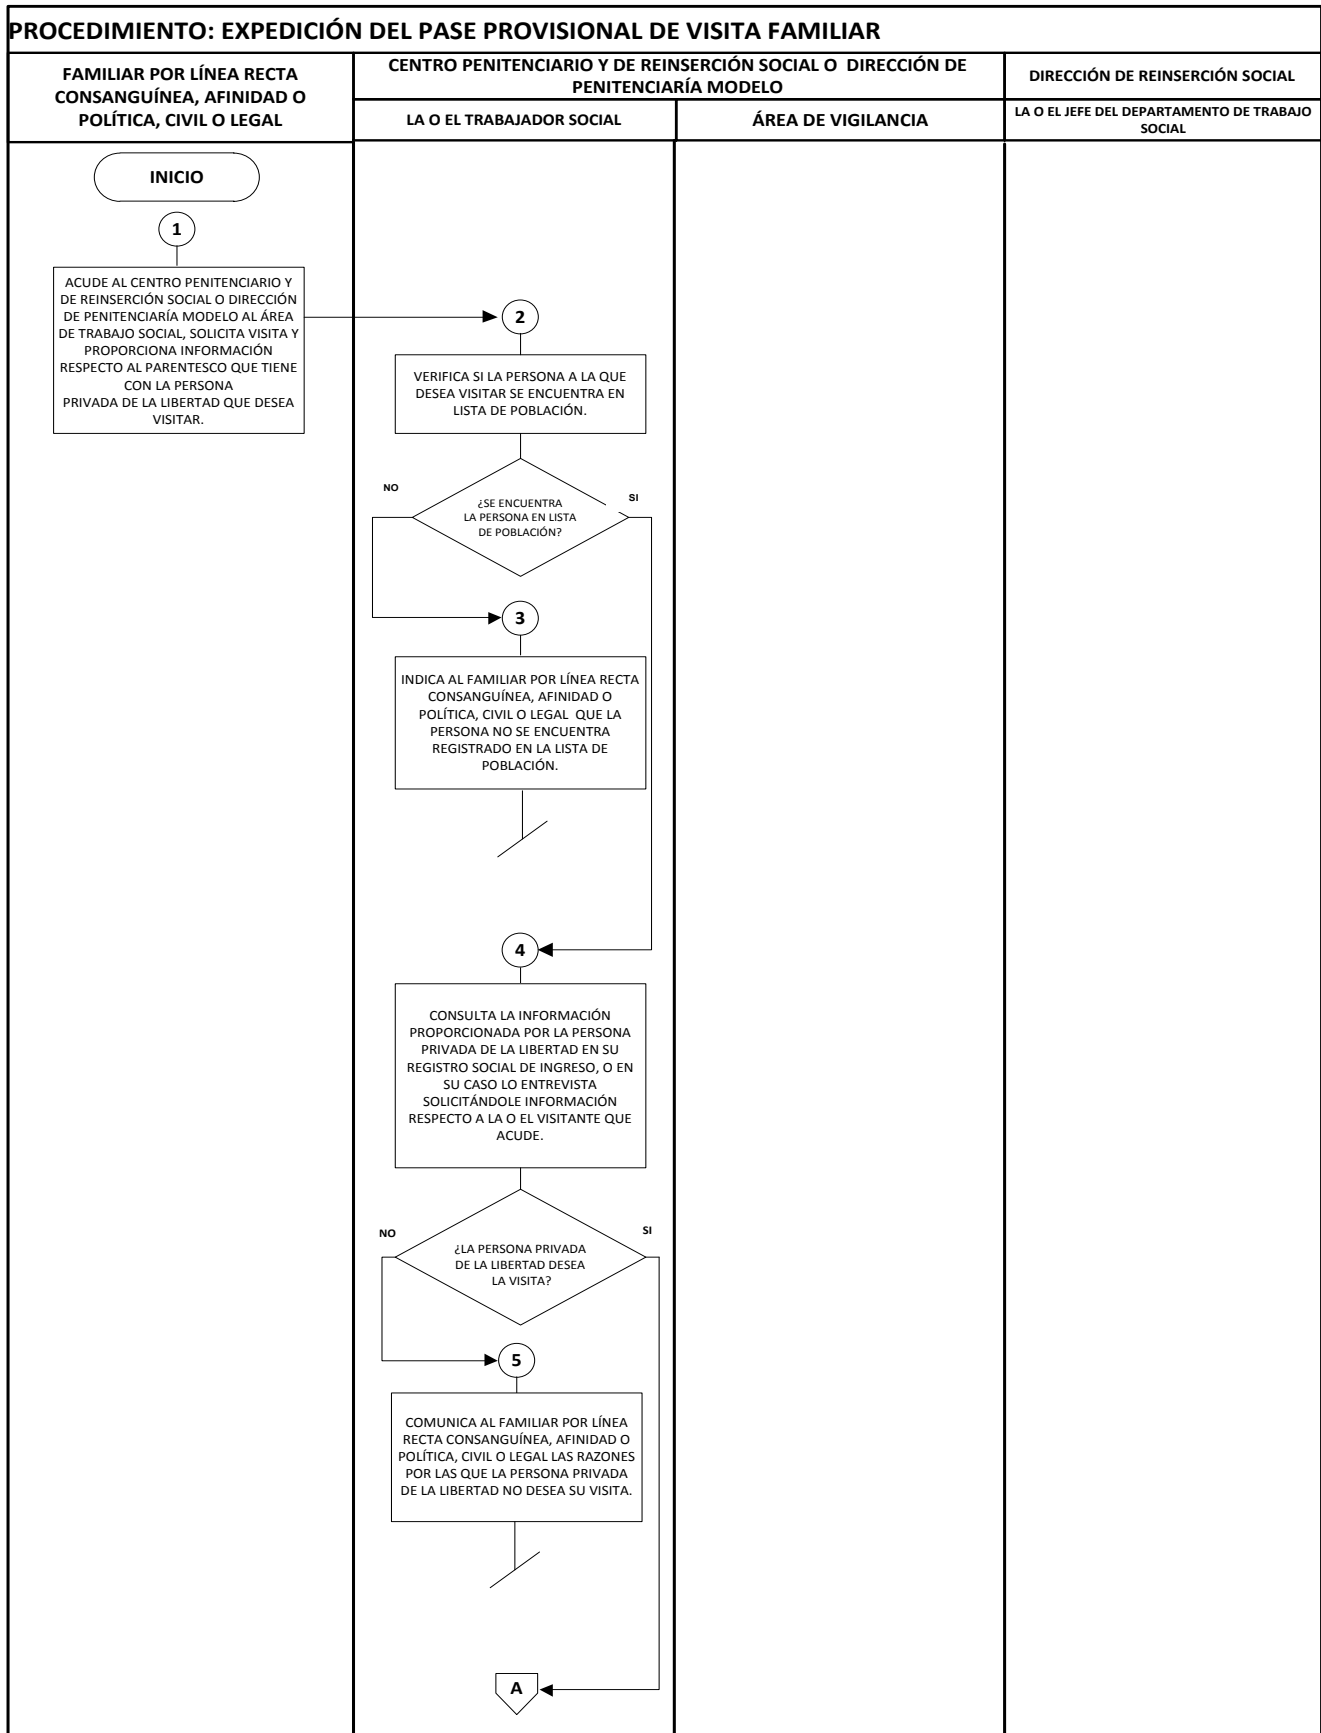 PROCEDIMIENTO: EXPEDICIÓN DEL PASE PROVISIONAL DE VISITA FAMILIAR
FAMILIAR POR LÍNEA RECTA
CONSANGUÍNEA, AFINIDAD O
POLÍTICA, CIVIL O LEGAL
CENTRO PENITENCIARIO Y DE REINSERCIÓN SOCIAL O DIRECCIÓN DE
PENITENCIARÍA MODELO
DIRECCIÓN DE REINSERCIÓN SOCIAL
LA O EL TRABAJADOR SOCIAL
ÁREA DE VIGILANCIA
LA O EL JEFE DEL DEPARTAMENTO DE TRABAJO
SOCIAL
INICIO
1
ACUDE AL CENTRO PENITENCIARIO Y
DE REINSERCIÓN SOCIAL O DIRECCIÓN
DE PENITENCIARÍA MODELO AL ÁREA
DE TRABAJO SOCIAL, SOLICITA VISITA Y
PROPORCIONA INFORMACIÓN
RESPECTO AL PARENTESCO QUE TIENE
CON LA PERSONA
PRIVADA DE LA LIBERTAD QUE DESEA
VISITAR.
2
VERIFICA SI LA PERSONA A LA QUE
DESEA VISITAR SE ENCUENTRA EN
LISTA DE POBLACIÓN.
NO
SI
¿SE ENCUENTRA
LA PERSONA EN LISTA
DE POBLACIÓN?
3
INDICA AL FAMILIAR POR LÍNEA RECTA
CONSANGUÍNEA, AFINIDAD O
POLÍTICA, CIVIL O LEGAL QUE LA
PERSONA NO SE ENCUENTRA
REGISTRADO EN LA LISTA DE
POBLACIÓN.
4
CONSULTA LA INFORMACIÓN
PROPORCIONADA POR LA PERSONA
PRIVADA DE LA LIBERTAD EN SU
REGISTRO SOCIAL DE INGRESO, O EN
SU CASO LO ENTREVISTA
SOLICITÁNDOLE INFORMACIÓN
RESPECTO A LA O EL VISITANTE QUE
ACUDE.
NO
SI
¿LA PERSONA PRIVADA
DE LA LIBERTAD DESEA
LA VISITA?
5
COMUNICA AL FAMILIAR POR LÍNEA
RECTA CONSANGUÍNEA, AFINIDAD O
POLÍTICA, CIVIL O LEGAL LAS RAZONES
POR LAS QUE LA PERSONA PRIVADA
DE LA LIBERTAD NO DESEA SU VISITA.
A